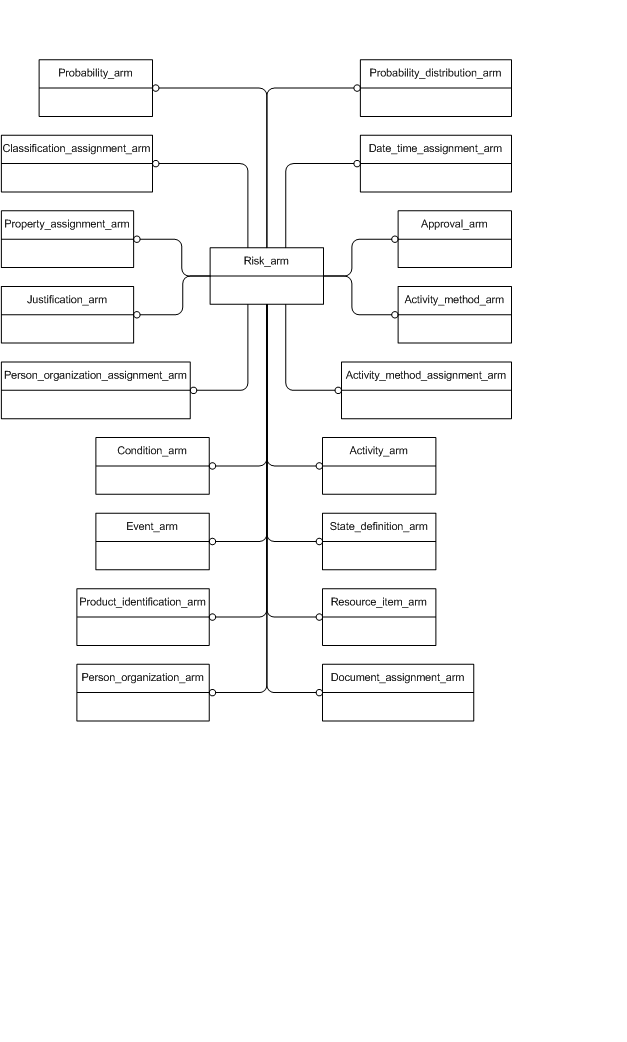 Probability_arm
Probability_distribution_arm
Classification_assignment_arm
Date_time_assignment_arm
Property_assignment_arm
Approval_arm
Risk_arm
Justification_arm
Activity_method_arm
Person_organization_assignment_arm
Activity_method_assignment_arm
Condition_arm
Activity_arm
Event_arm
State_definition_arm
Product_identification_arm
Resource_item_arm
Person_organization_arm
Document_assignment_arm